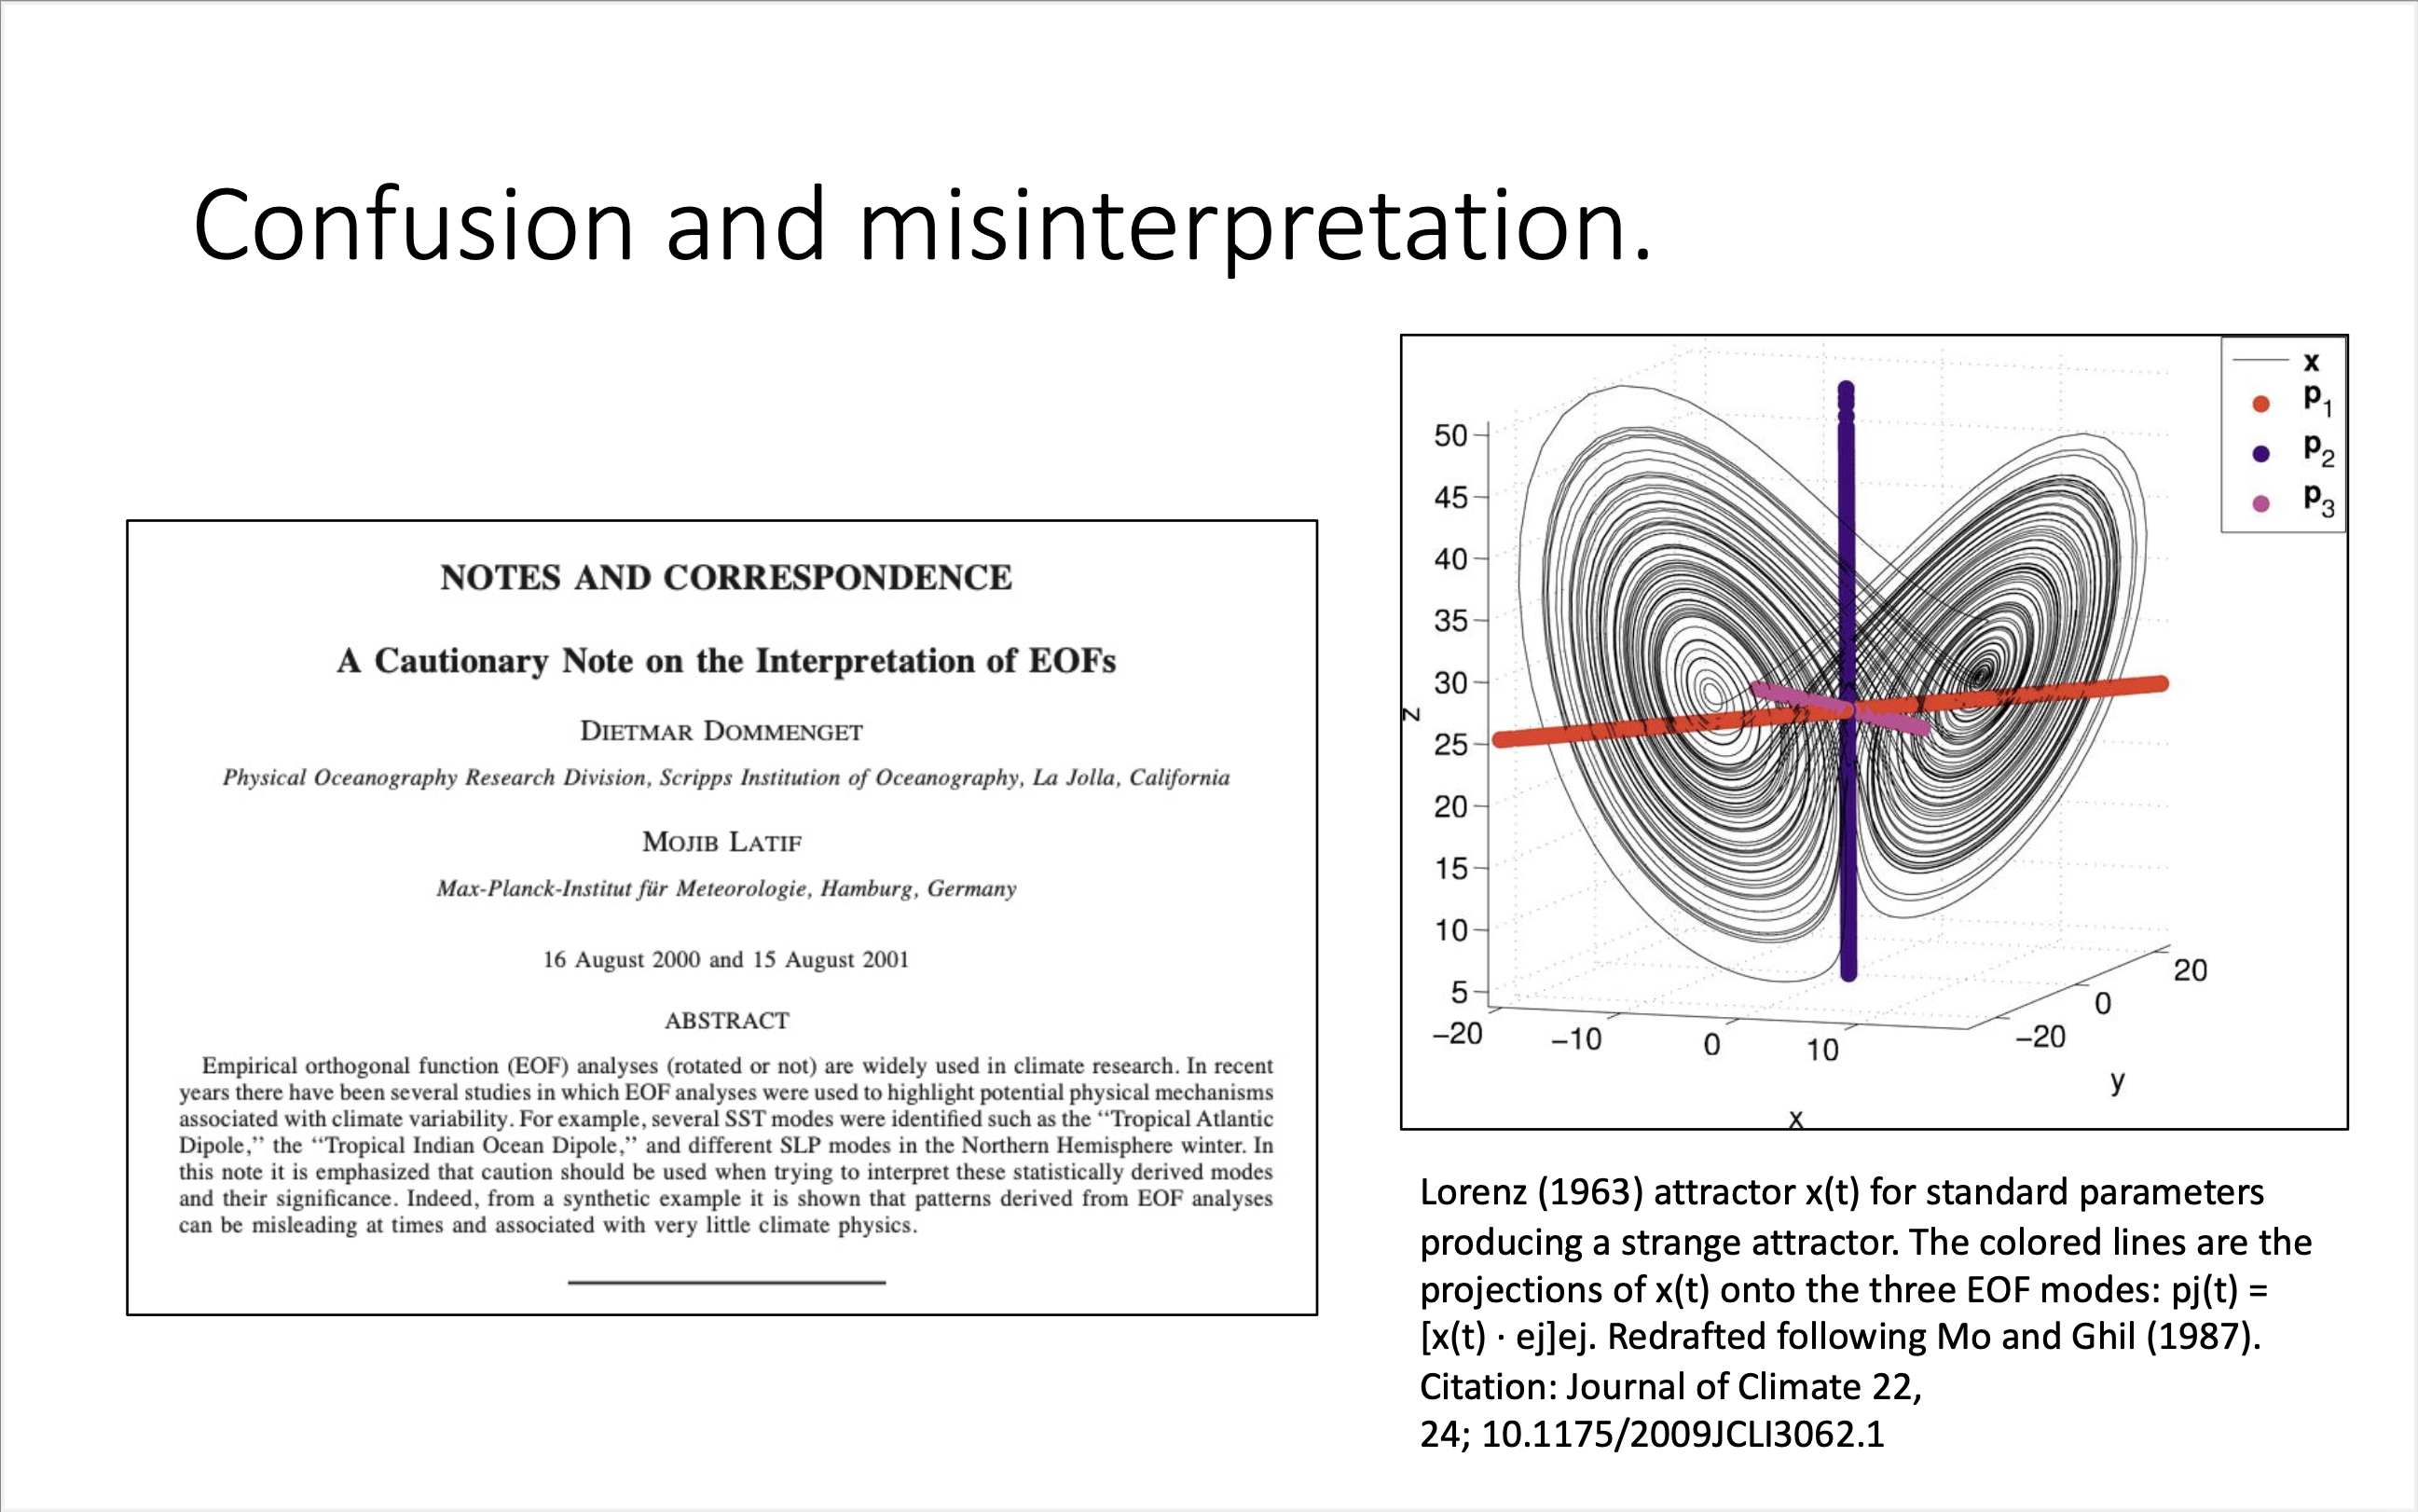 Confusion and misinterpretation.
NOTES AND CORRESPONDENCE
A Cautionary Note on the Interpretation of EOFs
DIETMAR DOMMENGET
Physical Oceanography Research Division, Scripps Institution of Oceanography, La Jolla, California
MOJIB LATIF
Max-Planck-Institut für Meteorologie, Hamburg, Germany
16 August 2000 and 15 August 2001
ABSTRACT
Empirical orthogonal function (EOF) analyses (rotated or not) are widely used in climate research. In recent
years there have been several studies in which EOF analyses were used to highlight potential physical mechanisms
associated with climate variability. For example, several SST modes were identified such as the ‘‘Tropical Atlantic
Dipole,’’ the ‘‘Tropical Indian Ocean Dipole,’’ and different SLP modes in the Northern Hemisphere winter. In
this note it is emphasized that caution should be used when trying to interpret these statistically derived modes
and their significance. Indeed, from a synthetic example it is shown that patterns derived from EOF analyses
can be misleading at times and associated with very little climate physics.
x
p1
p2
p3
50
45
40
35
30
25
20
15
10
5
z
−20
−10
0
10
x
−20
0
20
y
Lorenz (1963) attractor x(t) for standard parameters
producing a strange attractor. The colored lines are the
projections of x(t) onto the three EOF modes: pj(t) =
[x(t) · ej]ej. Redrafted following Mo and Ghil (1987).
Citation: Journal of Climate 22,
24; 10.1175/2009JCLI3062.1